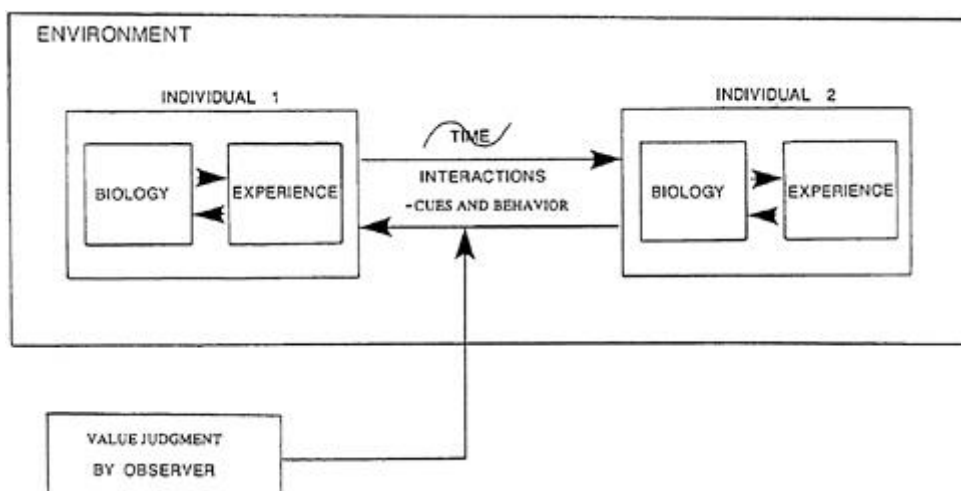 ENVIRONMENT
INDIVIDUAL 1
INDIVIDUAL 2
TIME
BIOLOGY
EXPERIENCE
INTERACTIONS
-CUES AND BEHAVIOR
BIOLOGY
EXPERIENCE
VALUE JUDGMENT
BY OBSERVER